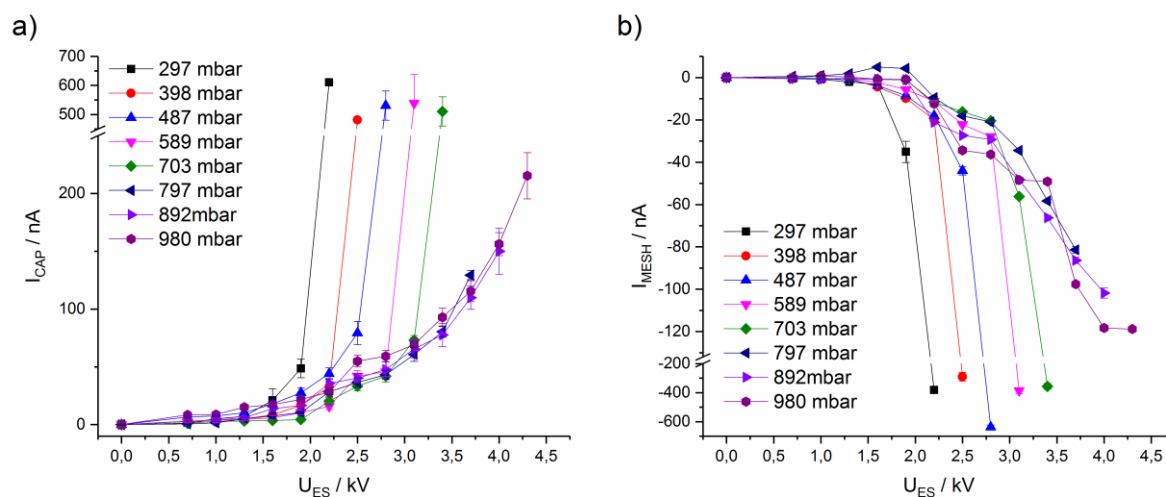 a)
700
600
500
200
100
0
I_CAP / nA
297 mbar
398 mbar
487 mbar
589 mbar
703 mbar
797 mbar
892mbar
980 mbar
0,0 0,5 1,0 1,5 2,0 2,5 3,0 3,5 4,0 4,5
U_ES / kV
b)
0
-20
-40
-60
-80
-100
-120
-200
-400
-600
I_MESH / nA
297 mbar
398 mbar
487 mbar
589 mbar
703 mbar
797 mbar
892mbar
980 mbar
0,0 0,5 1,0 1,5 2,0 2,5 3,0 3,5 4,0 4,5
U_ES / kV